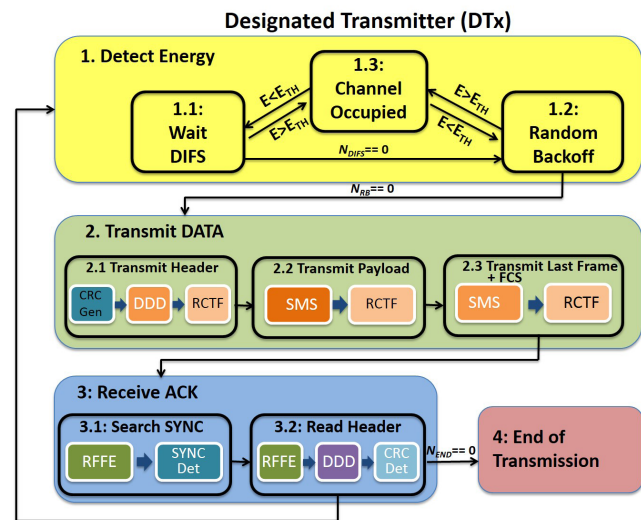 Designated Transmitter (DTx)
1. Detect Energy
1.1:
Wait
DIFS
E<E_TH
E>E_TH
1.3:
Channel
Occupied
E>E_TH
E<E_TH
1.2:
Random
Backoff
N_DIFS== 0
N_RB== 0
2. Transmit DATA
2.1 Transmit Header
CRC
Gen
DDD
RCTF
2.2 Transmit Payload
SMS
RCTF
2.3 Transmit Last Frame
+ FCS
SMS
RCTF
3: Receive ACK
3.1: Search SYNC
RFFE
SYNC
Det
3.2: Read Header
RFFE
DDD
CRC
Det
N_END== 0
4: End of
Transmission